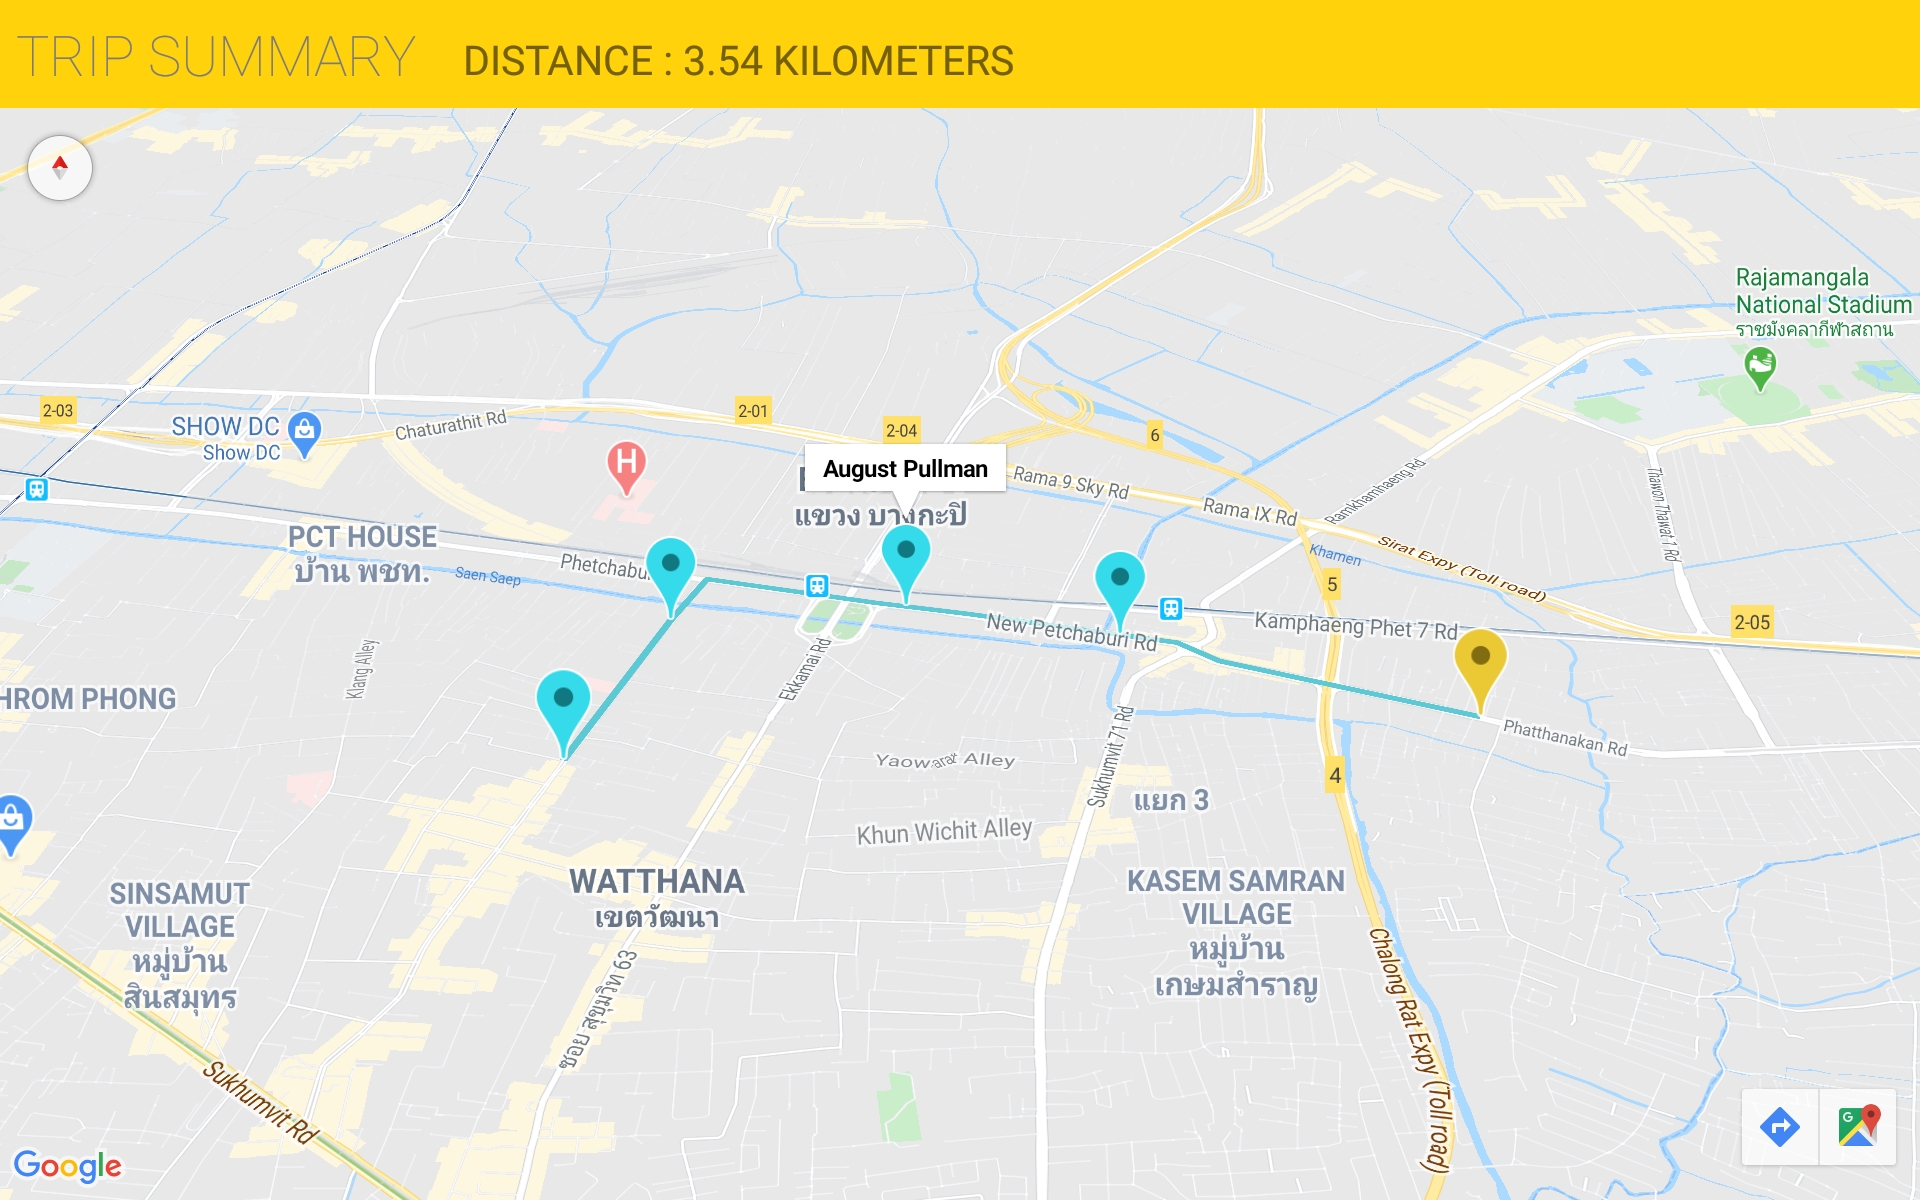 TRIP SUMMARY
DISTANCE : 3.54 KILOMETERS
Rajamangala
National Stadium
ราชมังคลากีฬาสถาน
2-03
SHOW DC
Show DC
Chaturathit Rd
2-01
2-04
6
H
August Pullman
แขวง บางกะปิ
Rama 9 Sky Rd
Rama IX Rd
Ramkhamhaeng Rd
Thawon Thawat 1 Rd
Khamen
Sirat Expy (Toll road)
PCT HOUSE
บ้าน พชท.
Saen Saep
Phetchabu
5
New Petchaburi Rd
Kamphaeng Phet 7 Rd
2-05
Klang Alley
Ekkamai Rd
HROM PHONG
Sukhumvit 71 Rd
Phatthanakan Rd
Yaowarat Alley
4
แยก 3
Khun Wichit Alley
WATTHANA
เขตวัฒนา
KASEM SAMRAN
VILLAGE
หมู่บ้าน
เกษมสำราญ
SINSAMUT
VILLAGE
หมู่บ้าน
สินสมุทร
ซอย สุขุมวิท 63
Chalong Rat Expy (Toll road)
Sukhumvit Rd
Google
G